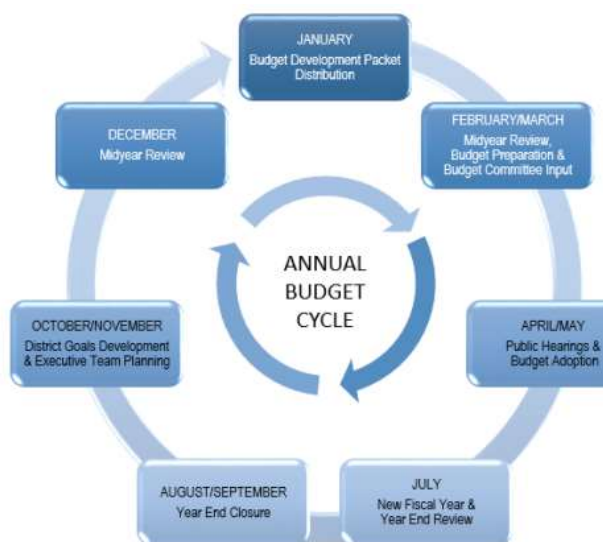 JANUARY
Budget Development Packet
Distribution
FEBRUARY/MARCH
Midyear Review,
Budget Preparation &
Budget Committee Input
APRIL/MAY
Public Hearings &
Budget Adoption
JULY
New Fiscal Year &
Year End Review
AUGUST/SEPTEMBER
Year End Closure
OCTOBER/NOVEMBER
District Goals Development
& Executive Team Planning
DECEMBER
Midyear Review
ANNUAL
BUDGET
CYCLE